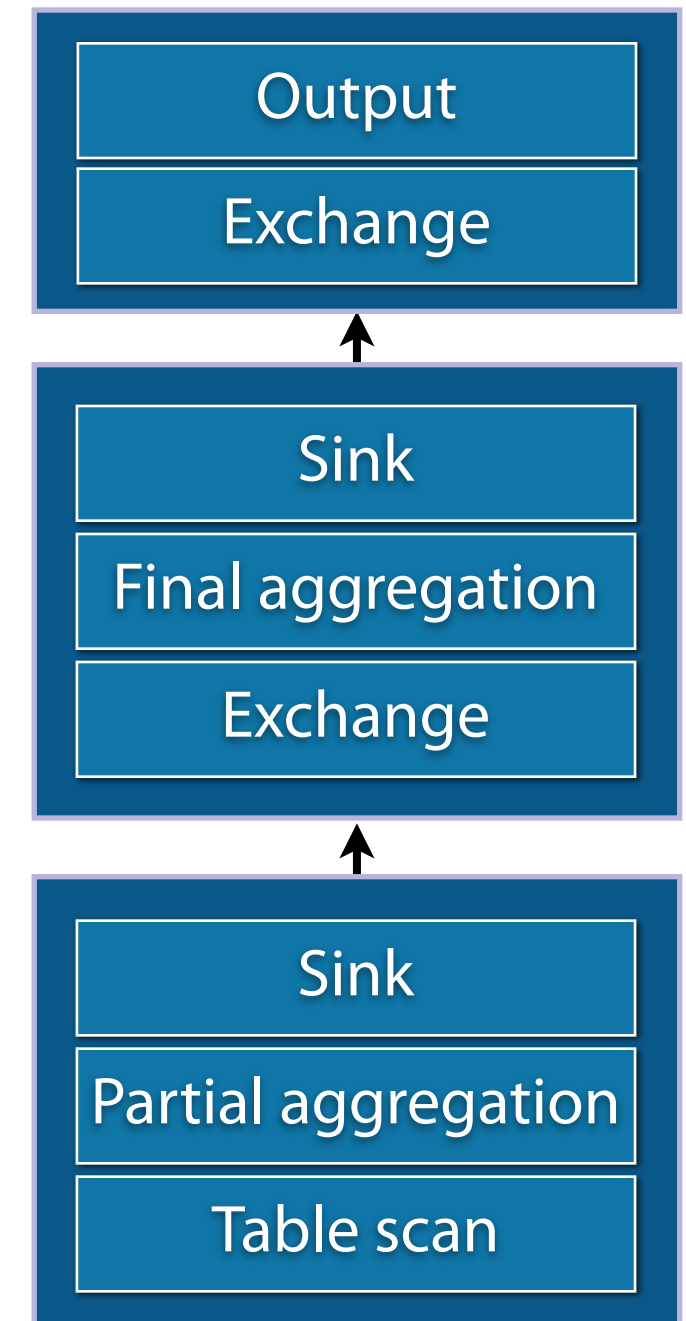 Output
Exchange
Sink
Final aggregation
Exchange
Sink
Partial aggregation
Table scan